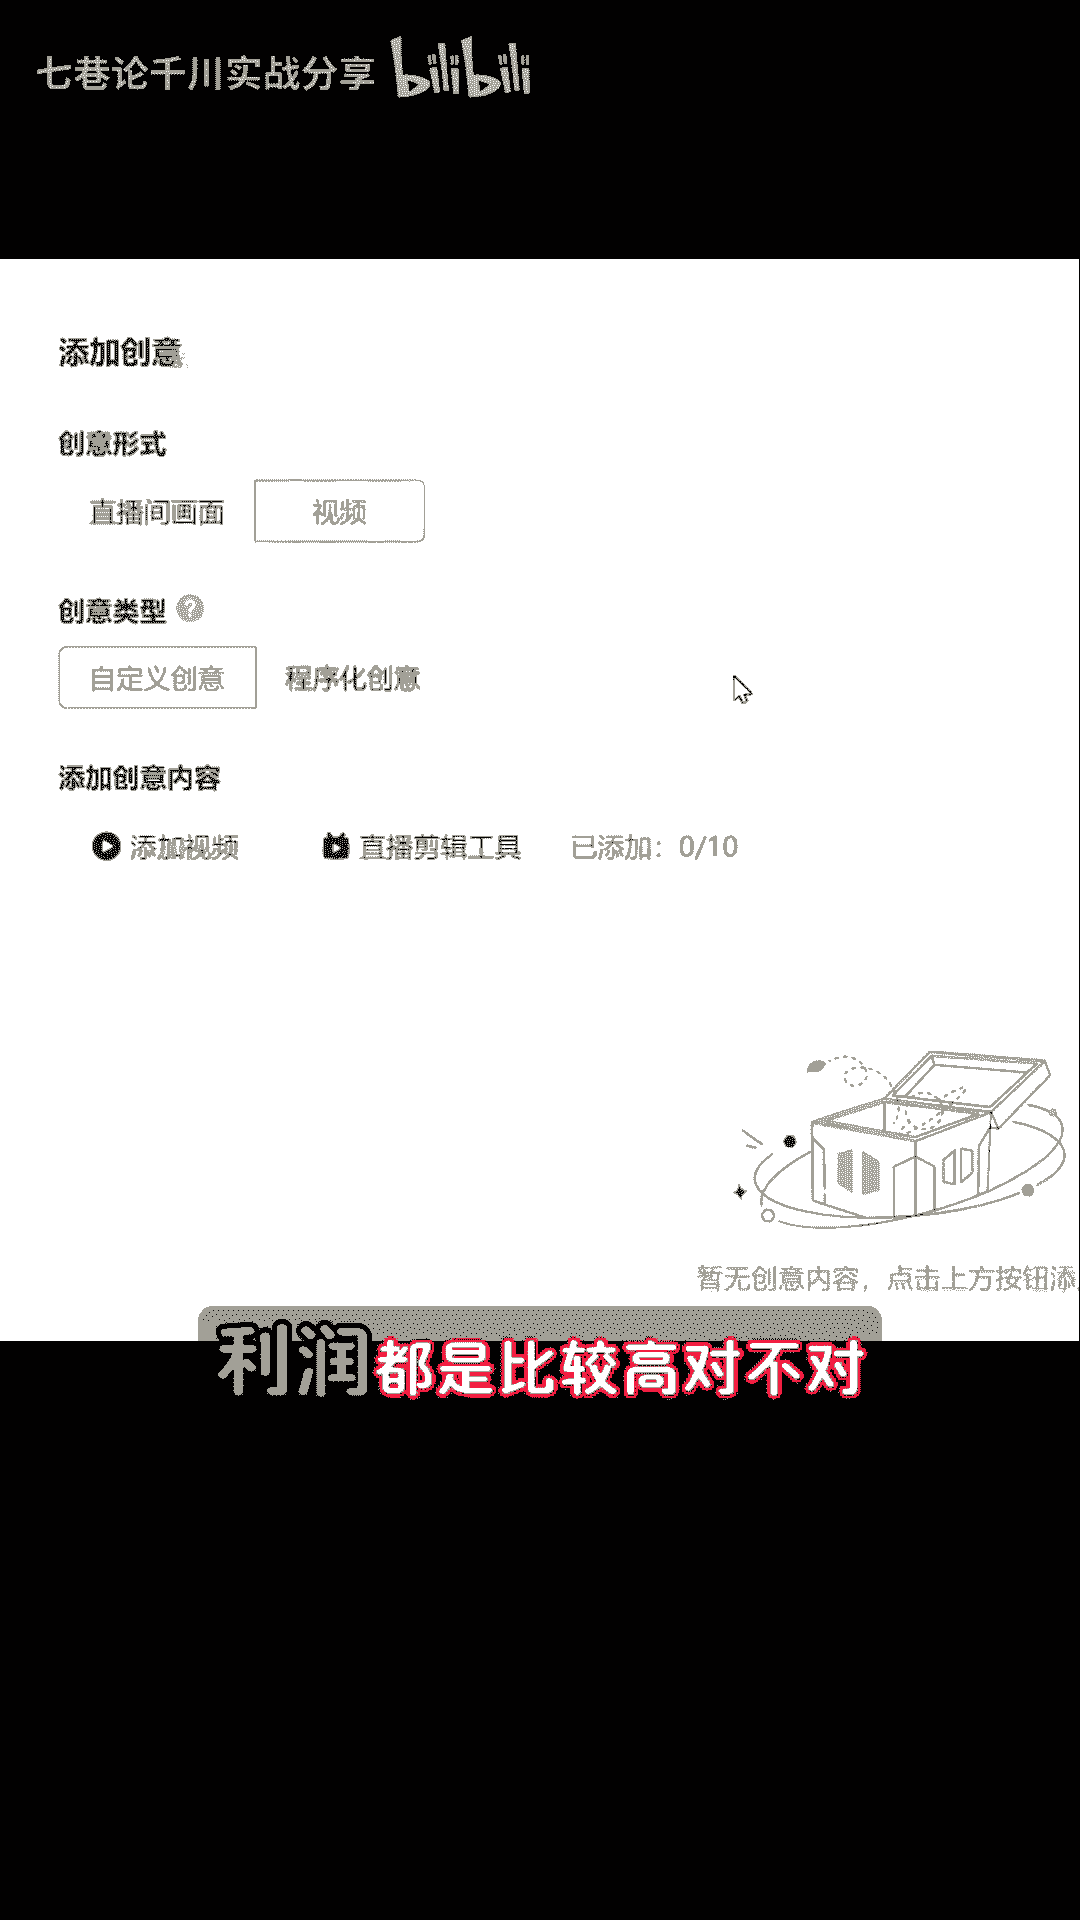 七巷论千川实战分享 bilibili
添加创意
创意形式
直播间画面 视频
创意类型 ?
自定义创意 程序化创意
添加创意内容
添加视频 直播剪辑工具 已添加：0/10
暂无创意内容，点击上方按钮添
利润都是比较高对不对